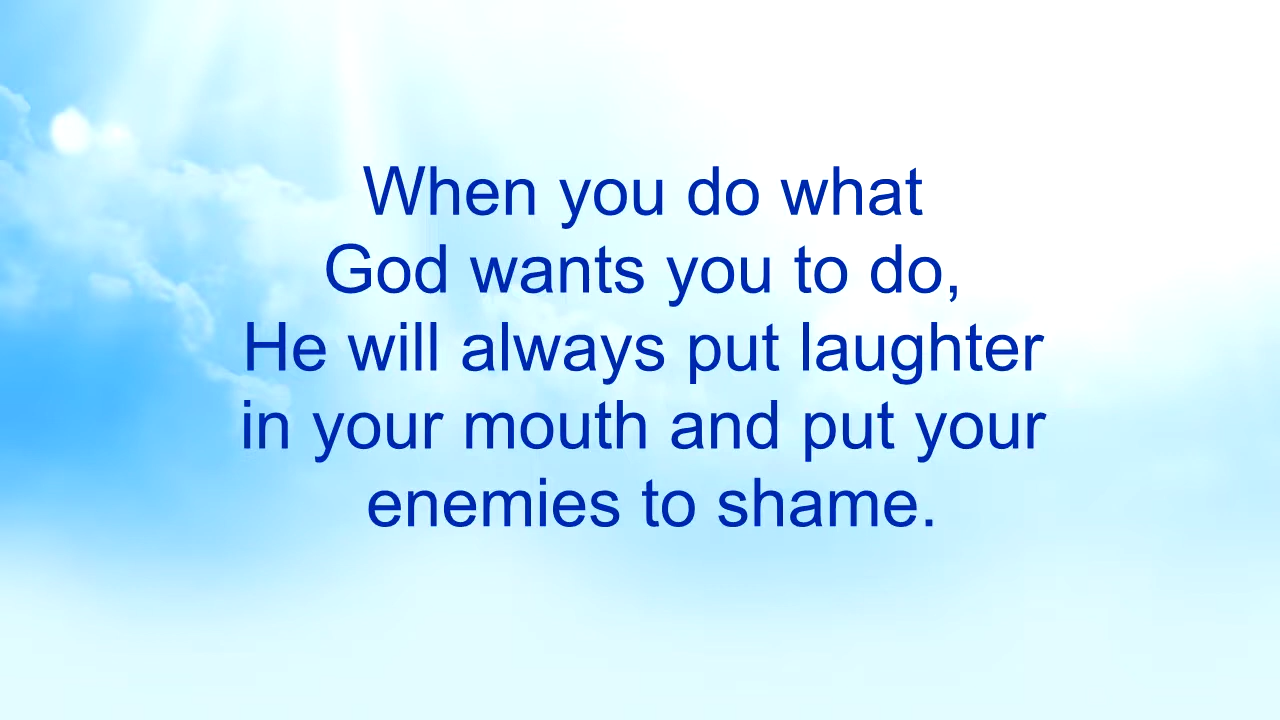 When you do what
God wants you to do,
He will always put laughter
in your mouth and put your
enemies to shame.